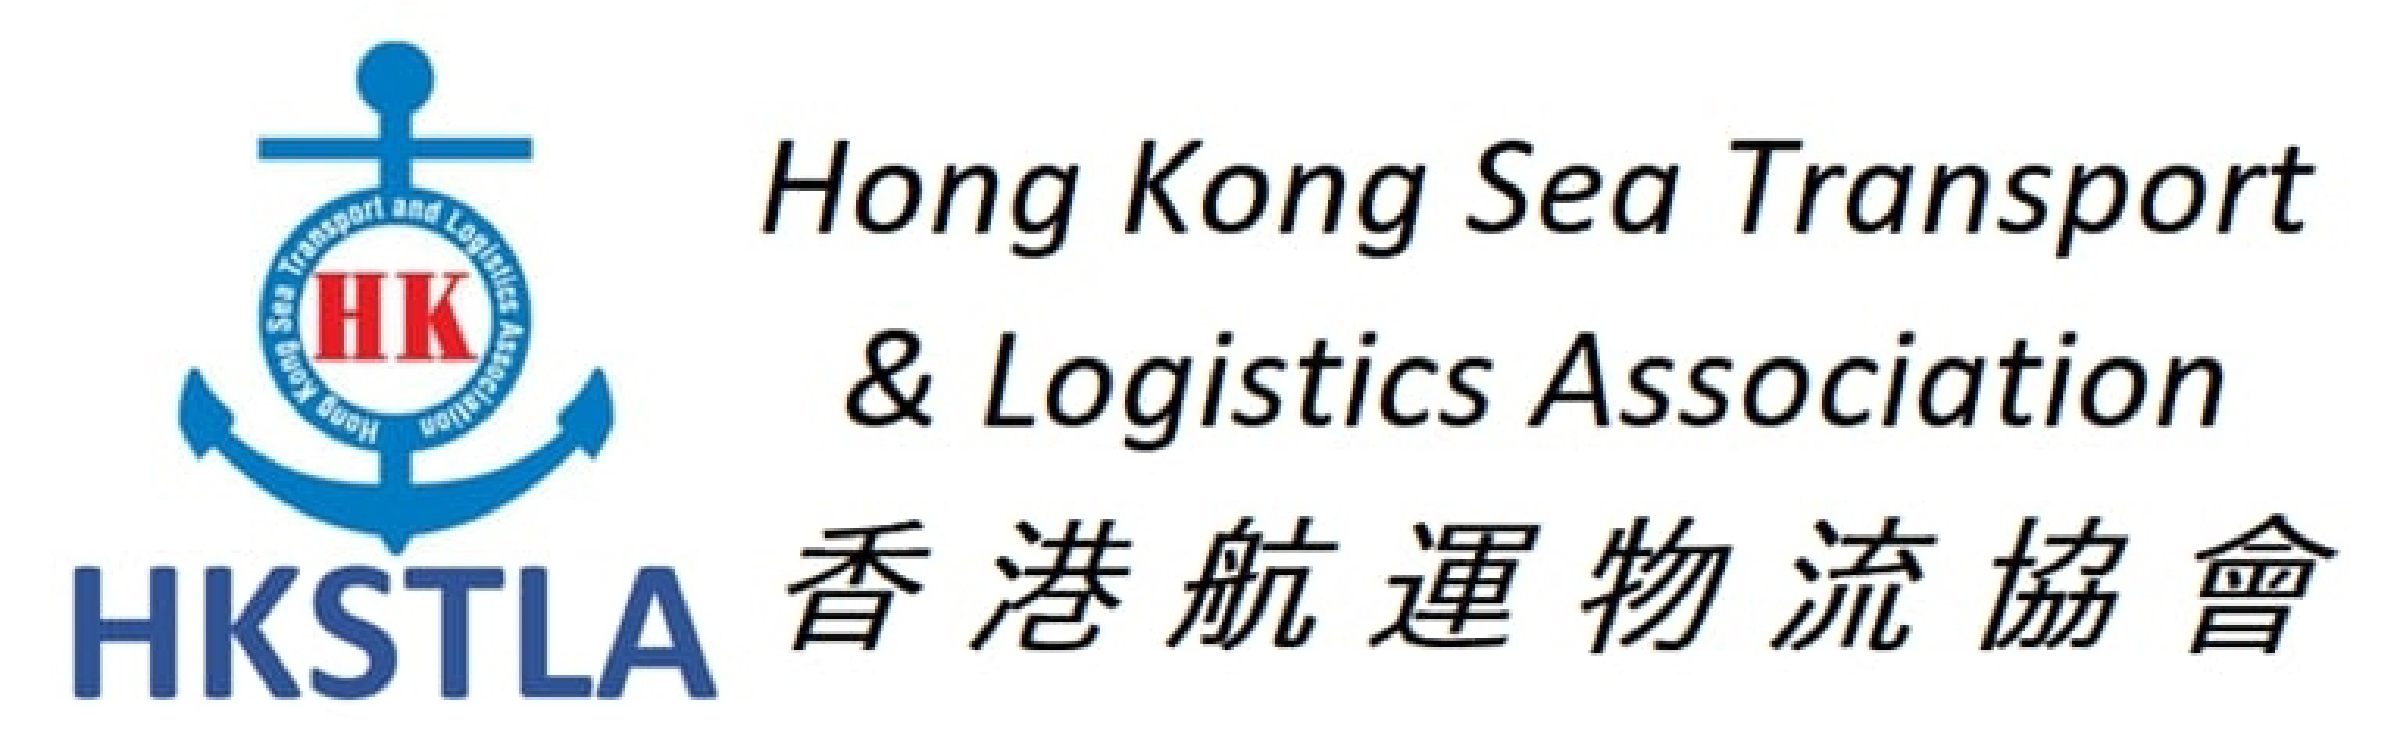 Hong Kong Sea Transport and Logistics Association
HK
HKSTLA
Hong Kong Sea Transport
& Logistics Association
香港航運物流協會